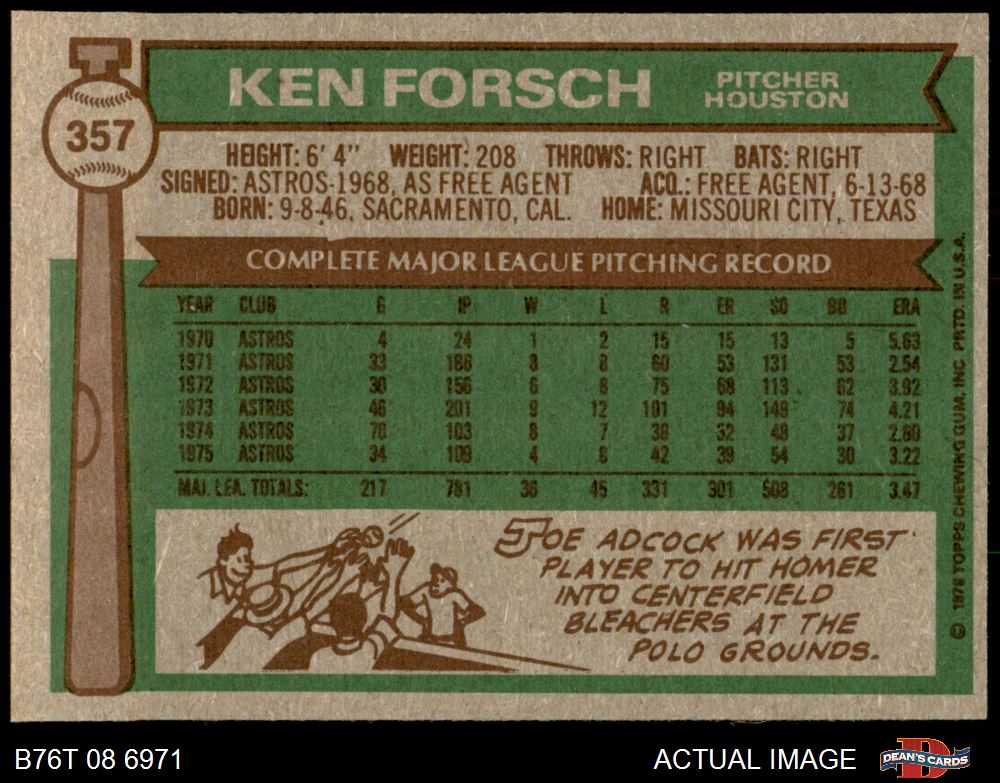 357
KEN FORSCH
PITCHER
HOUSTON
HEIGHT: 6' 4" WEIGHT: 208 THROWS: RIGHT BATS: RIGHT
SIGNED: ASTROS-1968, AS FREE AGENT ACQ.: FREE AGENT, 6-13-68
BORN: 9-8-46, SACRAMENTO, CAL. HOME: MISSOURI CITY, TEXAS
COMPLETE MAJOR LEAGUE PITCHING RECORD
YEAR CLUB G IP W L R ER SO BB ERA
1970 ASTROS 4 24 1 2 15 15 13 5 5.63
1971 ASTROS 33 188 8 8 60 53 131 53 2.54
1972 ASTROS 30 156 6 8 75 68 113 62 3.92
1973 ASTROS 46 201 9 12 101 94 149 74 4.21
1974 ASTROS 70 103 8 7 38 32 48 37 2.80
1975 ASTROS 34 109 4 8 42 39 54 30 3.22
MAJ. LEA. TOTALS: 217 781 36 45 331 301 508 261 3.47
JOE ADCOCK WAS FIRST
PLAYER TO HIT HOMER
INTO CENTERFIELD
BLEACHERS AT THE
POLO GROUNDS.
© 1976 TOPPS CHEWING GUM, INC. PRTD. IN U.S.A.
B76T 08 6971
ACTUAL IMAGE
DEAN'S CARDS